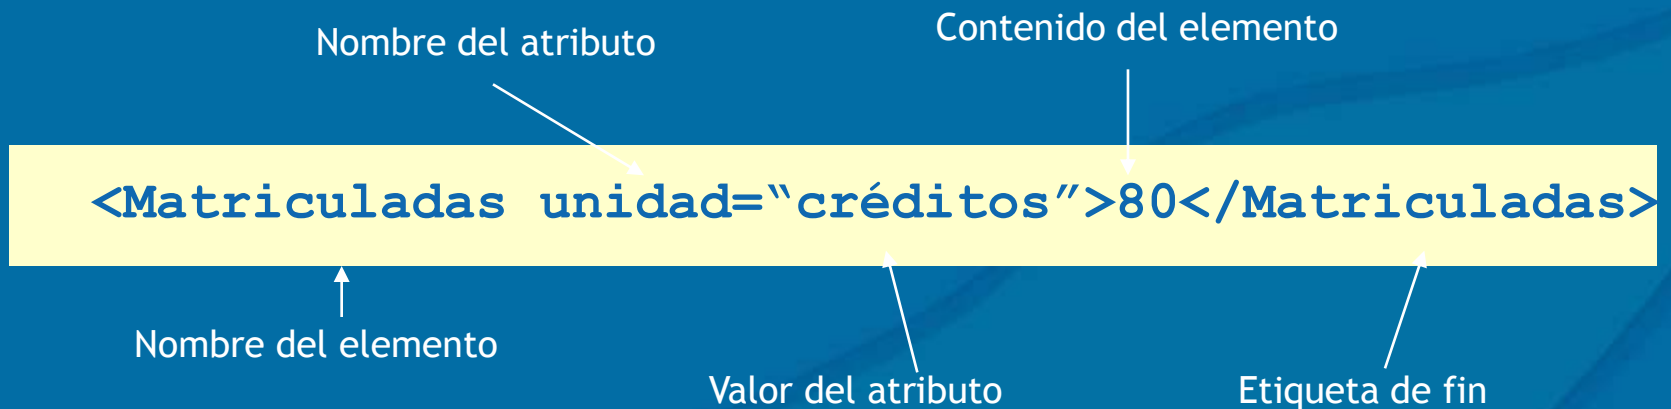 Nombre del atributo
Contenido del elemento
<Matriculadas unidad=“créditos”>80</Matriculadas>
Nombre del elemento
Valor del atributo
Etiqueta de fin